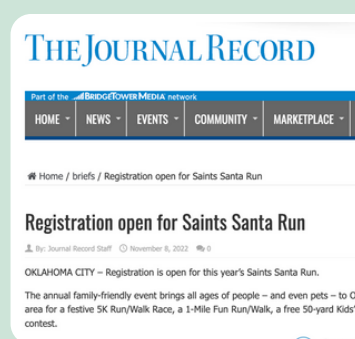 THE JOURNAL RECORD
Part of the BRIDGETOWER MEDIA network
HOME NEWS EVENTS COMMUNITY MARKETPLACE
Home / briefs / Registration open for Saints Santa Run
Registration open for Saints Santa Run
By: Journal Record Staff November 8, 2022 0
OKLAHOMA CITY – Registration is open for this year's Saints Santa Run.
The annual family-friendly event brings all ages of people – and even pets – to
area for a festive 5K Run/Walk Race, a 1-Mile Fun Run/Walk, a free 50-yard Kids'
contest.